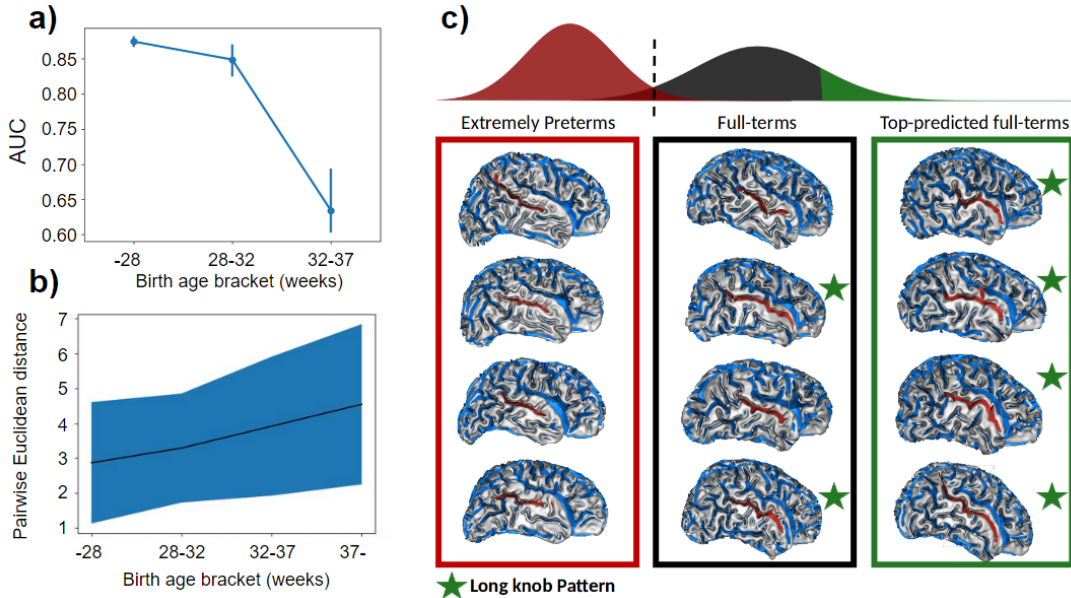 a)
0.85
0.80
0.75
0.70
0.65
0.60
AUC
-28
28-32
32-37
Birth age bracket (weeks)
b)
7
6
5
4
3
2
1
Pairwise Euclidean distance
-28
28-32
32-37
37-
Birth age bracket (weeks)
c)
Extremely Preterms
Full-terms
Top-predicted full-terms
Long knob Pattern